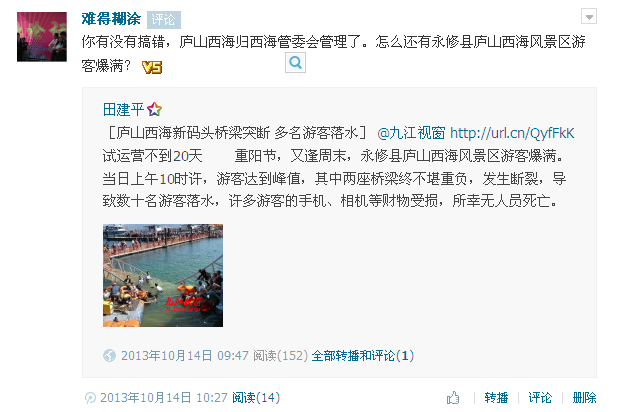 难得糊涂 评论
你有没有搞错，庐山西海归西海管委会管理了。怎么还有永修县庐山西海风景区游
客爆满？ V5
田建平
［庐山西海新码头桥梁突断 多名游客落水］ @九江视窗 http://url.cn/QyfFkK
试运营不到20天 重阳节，又逢周末，永修县庐山西海风景区游客爆满。
当日上午10时许，游客达到峰值，其中两座桥梁终不堪重负，发生断裂，导
致数十名游客落水，许多游客的手机、相机等财物受损，所幸无人员死亡。
2013年10月14日 09:47 阅读(152) 全部转播和评论(1)
2013年10月14日 10:27 阅读(14) 转播 评论 删除